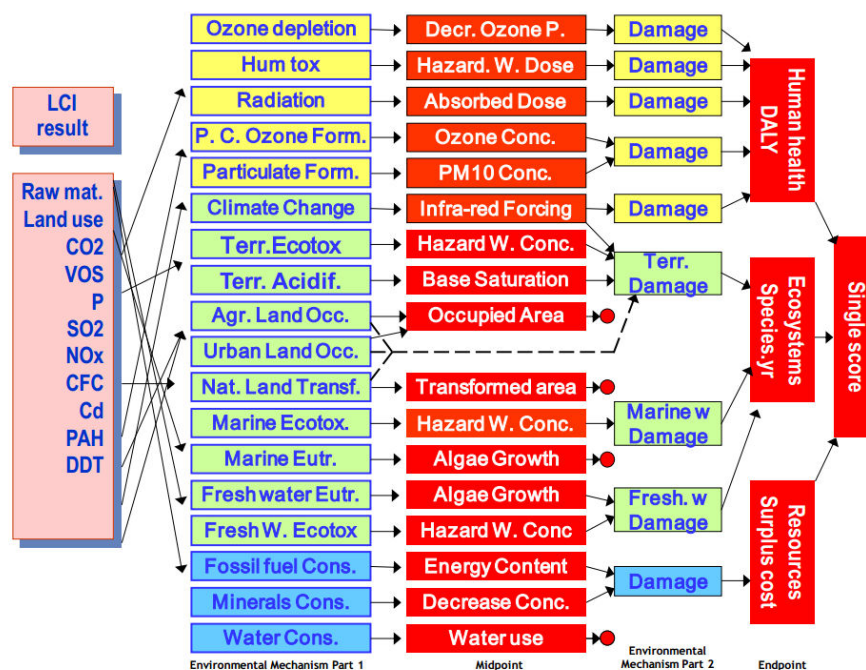 LCI
result
Raw mat.
Land use
CO2
VOS
P
SO2
NOx
CFC
Cd
PAH
DDT
Ozone depletion
Hum tox
Radiation
P. C. Ozone Form.
Particulate Form.
Climate Change
Terr.Ecotox
Terr. Acidif.
Agr. Land Occ.
Urban Land Occ.
Nat. Land Transf.
Marine Ecotox.
Marine Eutr.
Fresh water Eutr.
Fresh W. Ecotox
Fossil fuel Cons.
Minerals Cons.
Water Cons.
Environmental Mechanism Part 1
Decr. Ozone P.
Hazard. W. Dose
Absorbed Dose
Ozone Conc.
PM10 Conc.
Infra-red Forcing
Hazard W. Conc.
Base Saturation
Occupied Area
Transformed area
Hazard W. Conc.
Algae Growth
Algae Growth
Hazard W. Conc
Energy Content
Decrease Conc.
Water use
Midpoint
Damage
Damage
Damage
Damage
Damage
Terr.
Damage
Marine w
Damage
Fresh. w
Damage
Damage
Environmental
Mechanism Part 2
Human health
DALY
Ecosystems
Species.yr
Resources
Surplus cost
Endpoint
Single score